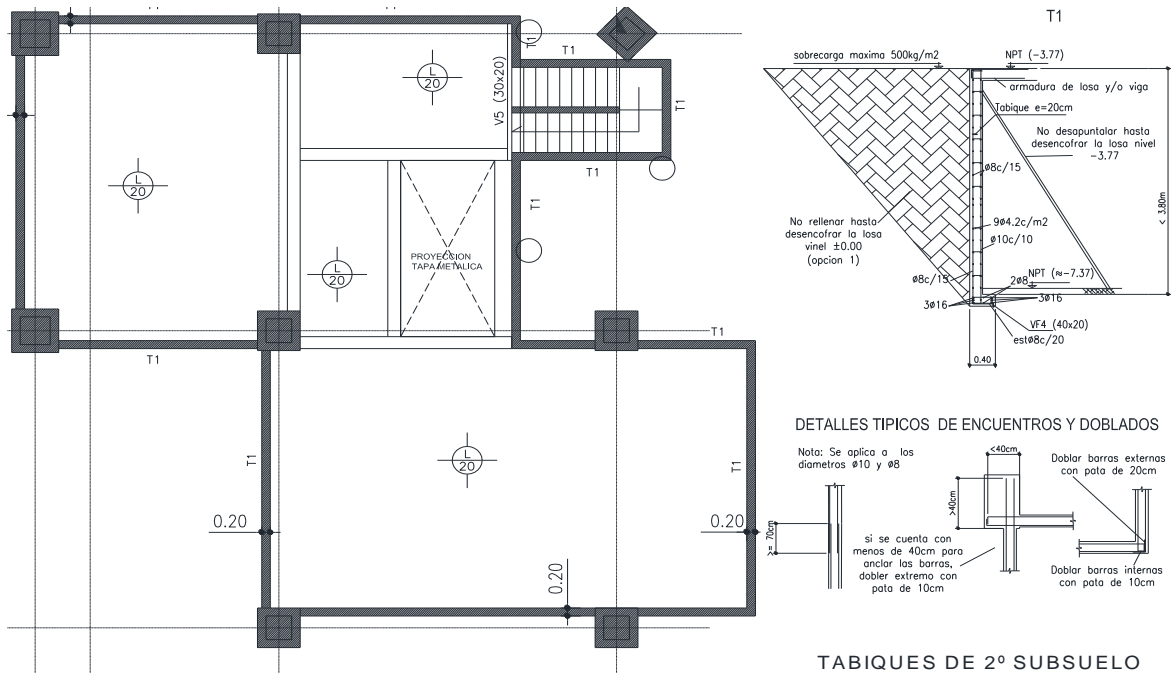 T1
T1
T1
T1
T1
T1
T1
T1
T1
L
20
V5 (30x20)
L
20
L
20
PROYECCION
TAPA METALICA
L
20
0.20
0.20
0.20
T1
sobrecarga maxima 500kg/m2
NPT (-3.77)
armadura de losa y/o viga
Tabique e=20cm
No desapuntalar hasta
desencofrar la losa nivel
-3.77
ø8c/15
No rellenar hasta
desencofrar la losa
vinel ±0.00
(opcion 1)
9ø4.2c/m2
ø10c/10
< 3.80m
ø8c/15
2ø8
NPT (≈-7.37)
3ø16
3ø16
VF4 (40x20)
estø8c/20
0.40
DETALLES TIPICOS DE ENCUENTROS Y DOBLADOS
Nota: Se aplica a los
diametros ø10 y ø8
<40cm
>40cm
>= 70cm
Doblar barras externas
con pata de 20cm
si se cuenta con
menos de 40cm para
anclar las barras,
dobler extremo con
pata de 10cm
Doblar barras internas
con pata de 10cm
TABIQUES DE 2º SUBSUELO